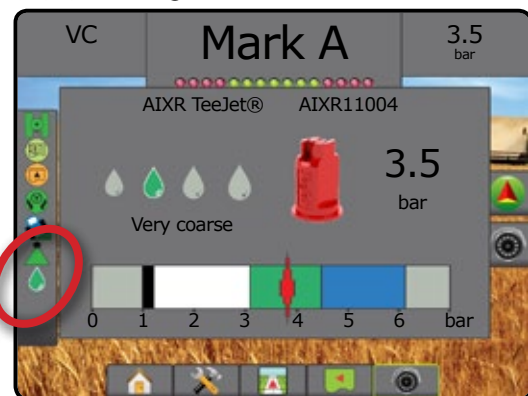 VC
Mark A
3.5
bar
AIXR TeeJet®
AIXR11004
3.5
bar
Very coarse
0 1 2 3 4 5 6 bar